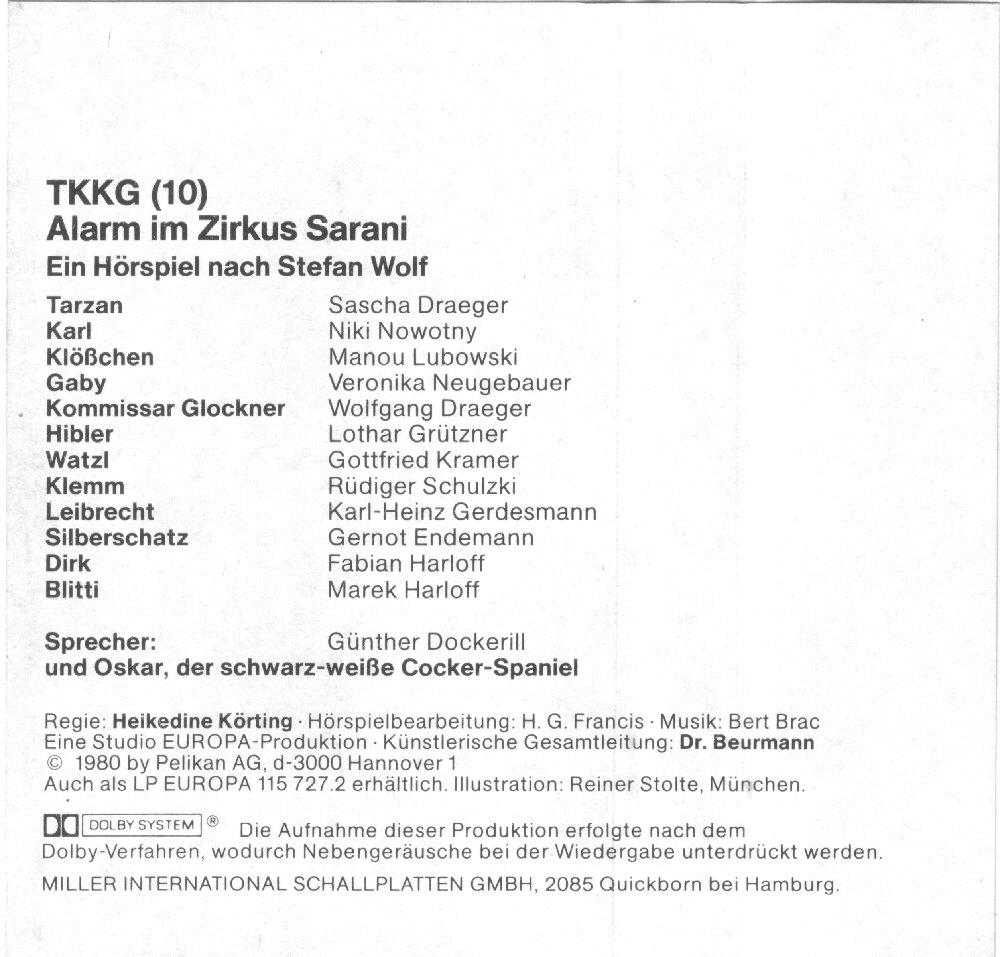 TKKG (10)
Alarm im Zirkus Sarani
Ein Hörspiel nach Stefan Wolf
Tarzan Sascha Draeger
Karl Niki Nowotny
Klößchen Manou Lubowski
Gaby Veronika Neugebauer
Kommissar Glockner Wolfgang Draeger
Hibler Lothar Grützner
Watzl Gottfried Kramer
Klemm Rüdiger Schulzki
Leibrecht Karl-Heinz Gerdesmann
Silberschatz Gernot Endemann
Dirk Fabian Harloff
Blitti Marek Harloff
Sprecher: Günther Dockerill
und Oskar, der schwarz-weiße Cocker-Spaniel
Regie: Heikedine Körting · Hörspielbearbeitung: H. G. Francis · Musik: Bert Brac
Eine Studio EUROPA-Produktion · Künstlerische Gesamtleitung: Dr. Beurmann
© 1980 by Pelikan AG, d-3000 Hannover 1
Auch als LP EUROPA 115 727.2 erhältlich. Illustration: Reiner Stolte, München.
DOLBY SYSTEM ® Die Aufnahme dieser Produktion erfolgte nach dem
Dolby-Verfahren, wodurch Nebengeräusche bei der Wiedergabe unterdrückt werden.
MILLER INTERNATIONAL SCHALLPLATTEN GMBH, 2085 Quickborn bei Hamburg.